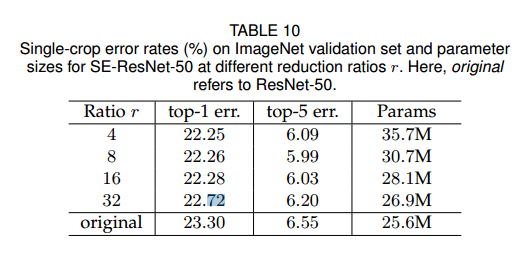 TABLE 10
Single-crop error rates (%) on ImageNet validation set and parameter
sizes for SE-ResNet-50 at different reduction ratios r. Here, original
refers to ResNet-50.
Ratio r top-1 err. top-5 err. Params
4 22.25 6.09 35.7M
8 22.26 5.99 30.7M
16 22.28 6.03 28.1M
32 22.72 6.20 26.9M
original 23.30 6.55 25.6M